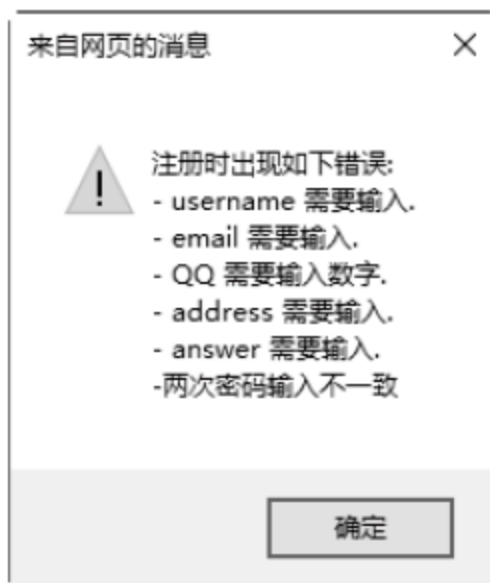 来自网页的消息
注册时出现如下错误:
- username 需要输入.
- email 需要输入.
- QQ 需要输入数字.
- address 需要输入.
- answer 需要输入.
-两次密码输入不一致
确定